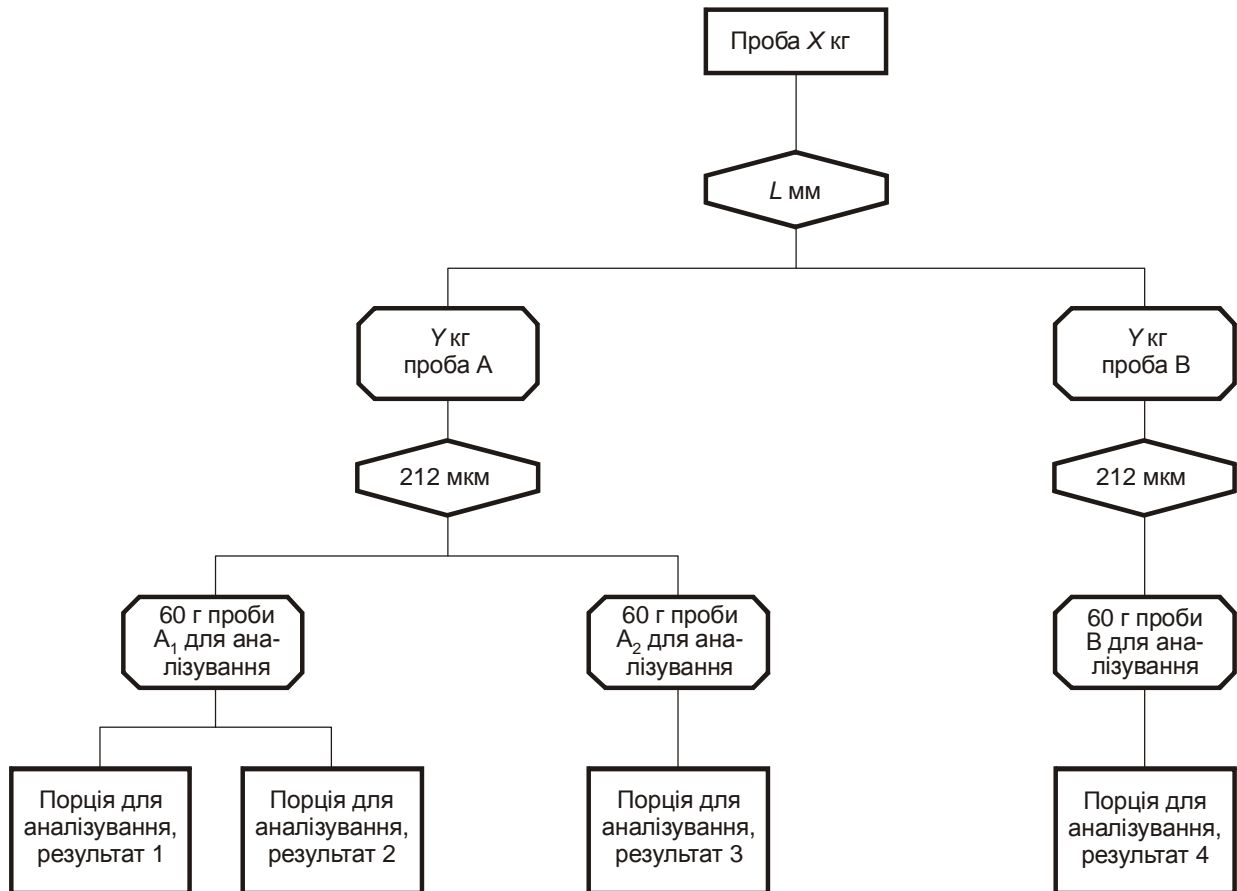 Проба X кг
L мм
Y кг
проба А
Y кг
проба В
212 мкм
212 мкм
60 г проби
А₁ для ана-
лізування
60 г проби
А₂ для ана-
лізування
60 г проби
В для ана-
лізування
Порція для
аналізування,
результат 1
Порція для
аналізування,
результат 2
Порція для
аналізування,
результат 3
Порція для
аналізування,
результат 4